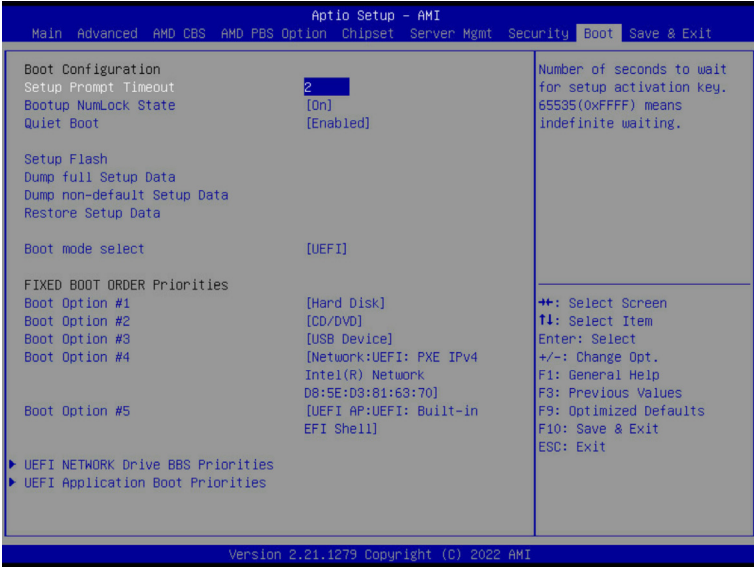 Aptio Setup - AMI
Main Advanced AMD CBS AMD PBS Option Chipset Server Mgmt Security Boot Save & Exit
Boot Configuration
Setup Prompt Timeout 2
Bootup NumLock State [On]
Quiet Boot [Enabled]
Setup Flash
Dump full Setup Data
Dump non-default Setup Data
Restore Setup Data
Boot mode select [UEFI]
FIXED BOOT ORDER Priorities
Boot Option #1 [Hard Disk]
Boot Option #2 [CD/DVD]
Boot Option #3 [USB Device]
Boot Option #4 [Network:UEFI: PXE IPv4
Intel(R) Network
D8:5E:D3:81:63:70]
Boot Option #5 [UEFI AP:UEFI: Built-in
EFI Shell]
UEFI NETWORK Drive BBS Priorities
UEFI Application Boot Priorities
Number of seconds to wait
for setup activation key.
65535(0xFFFF) means
indefinite waiting.
→←: Select Screen
↑↓: Select Item
Enter: Select
+/-: Change Opt.
F1: General Help
F3: Previous Values
F9: Optimized Defaults
F10: Save & Exit
ESC: Exit
Version 2.21.1279 Copyright (C) 2022 AMI